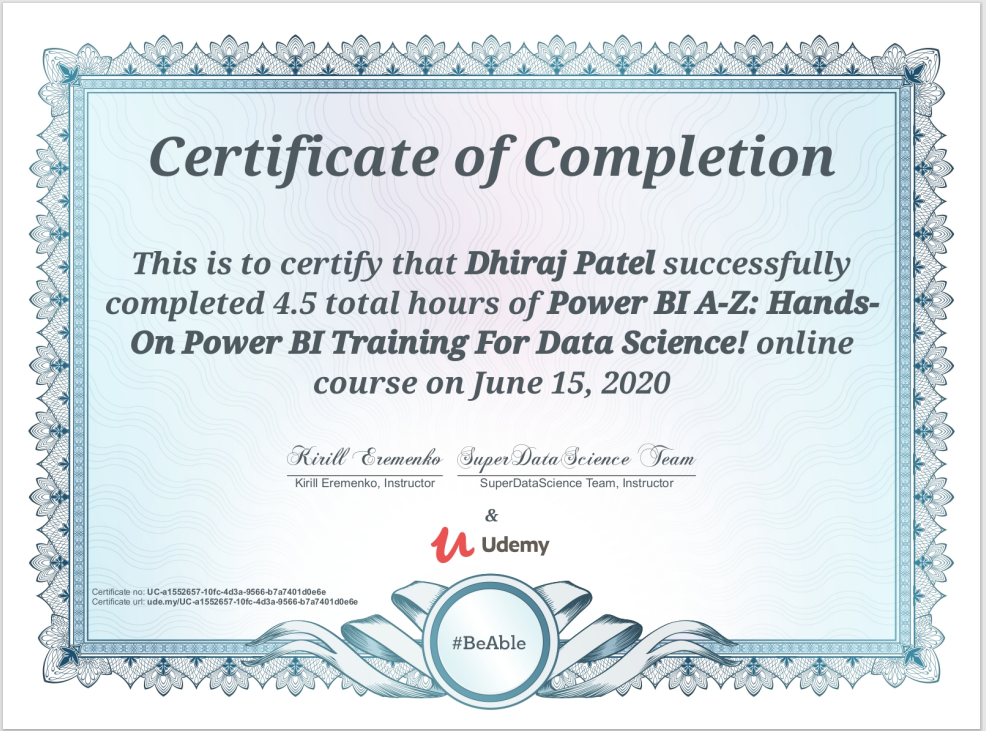 Certificate of Completion
This is to certify that Dhiraj Patel successfully
completed 4.5 total hours of Power BI A-Z: Hands-
On Power BI Training For Data Science! online
course on June 15, 2020
Kirill Eremenko SuperDataScience Team
Kirill Eremenko, Instructor SuperDataScience Team, Instructor
&
Udemy
Certificate no: UC-a1552657-10fc-4d3a-9566-b7a7401d0e6e
Certificate url: ude.my/UC-a1552657-10fc-4d3a-9566-b7a7401d0e6e
#BeAble